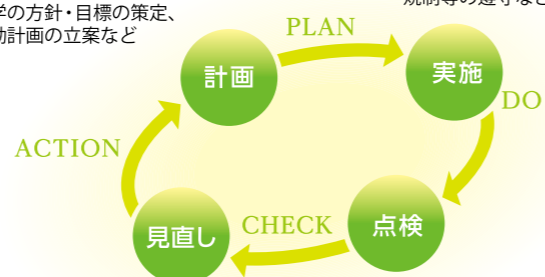 学の方針・目標の策定、
動計画の立案など
規制等の遵守など
PLAN
計画
実施
DO
ACTION
見直し
CHECK
点検